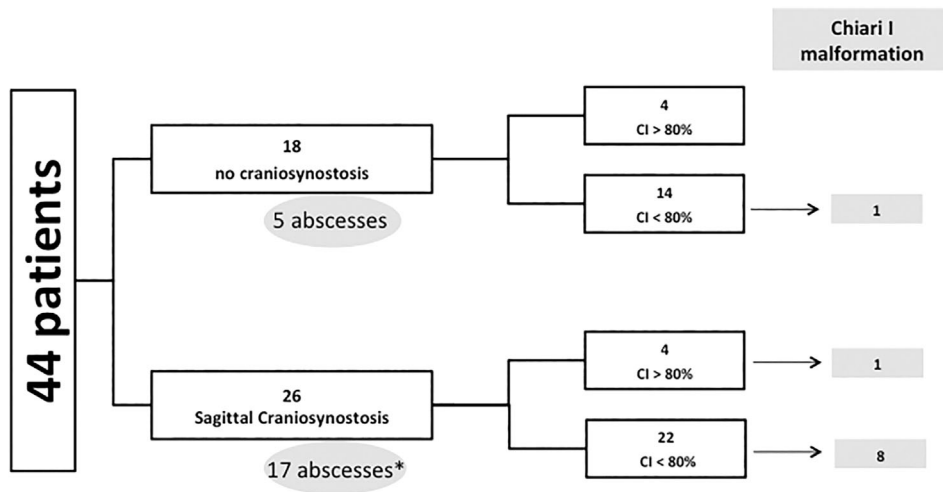 Chiari I
malformation
44 patients
18
no craniosynostosis
5 abscesses
4
CI > 80%
14
CI < 80%
1
26
Sagittal Craniosynostosis
17 abscesses*
4
CI > 80%
1
22
CI < 80%
8